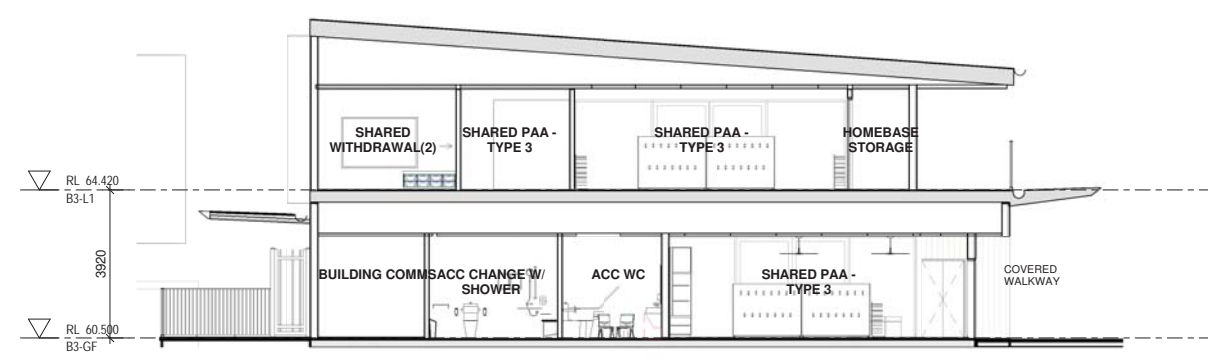 SHARED
WITHDRAWAL(2)
SHARED PAA -
TYPE 3
SHARED PAA -
TYPE 3
HOMEBASE
STORAGE
RL 64.420
B3-L1
3920
BUILDING COMMS
ACC CHANGE W/
SHOWER
ACC WC
SHARED PAA -
TYPE 3
COVERED
WALKWAY
RL 60.500
B3-GF